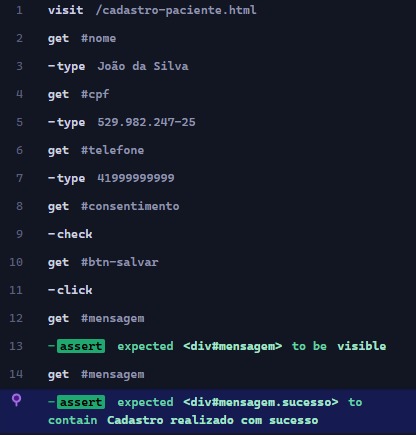 1 visit /cadastro-paciente.html
2 get #nome
3 -type João da Silva
4 get #cpf
5 -type 529.982.247-25
6 get #telefone
7 -type 41999999999
8 get #consentimento
9 -check
10 get #btn-salvar
11 -click
12 get #mensagem
13 -assert expected <div#mensagem> to be visible
14 get #mensagem
-assert expected <div#mensagem.sucesso> to
contain Cadastro realizado com sucesso